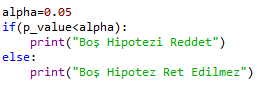 alpha=0.05
if(p_value<alpha):
    print("Boş Hipotezi Reddet")
else:
    print("Boş Hipotez Ret Edilmez")